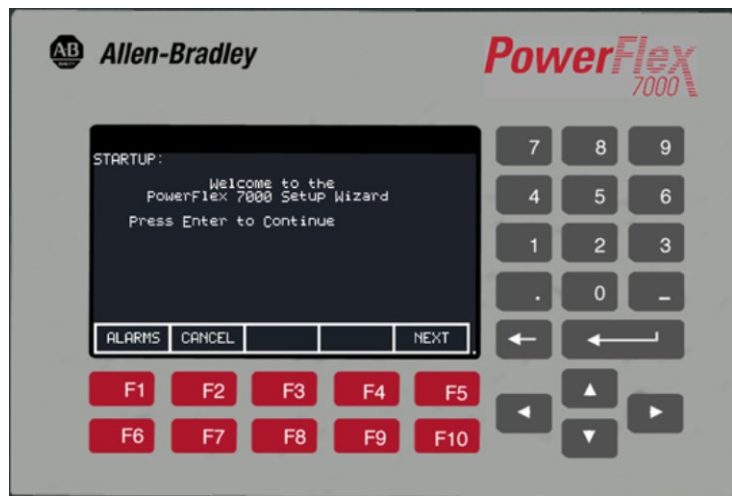 AB
Allen-Bradley
PowerFlex
7000
STARTUP:
Welcome to the
PowerFlex 7000 Setup Wizard
Press Enter to Continue
ALARMS CANCEL NEXT
7 8 9
4 5 6
1 2 3
. 0 –
F1 F2 F3 F4 F5
F6 F7 F8 F9 F10